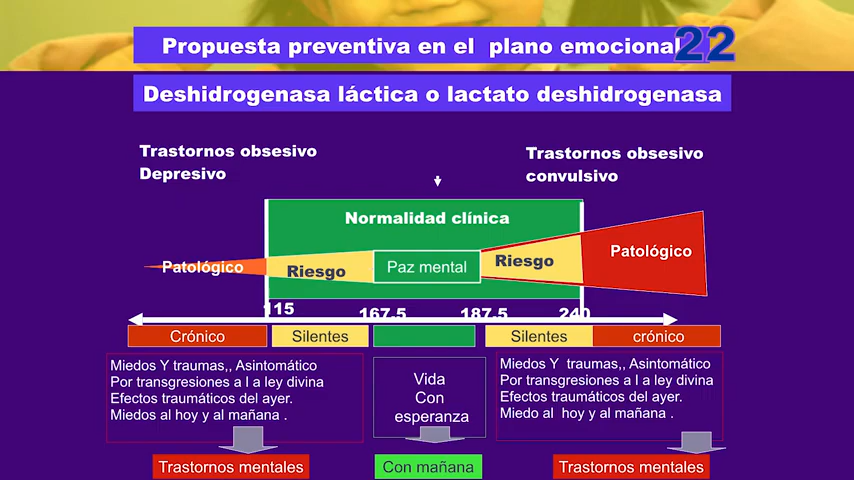 Propuesta preventiva en el plano emocional
22
Deshidrogenasa láctica o lactato deshidrogenasa
Trastornos obsesivo
Depresivo
Trastornos obsesivo
convulsivo
Normalidad clínica
Patológico
Riesgo
Paz mental
Riesgo
Patológico
115
167.5
187.5
240
Crónico
Silentes
Silentes
crónico
Miedos Y traumas,, Asintomático
Por transgresiones a l a ley divina
Efectos traumáticos del ayer.
Miedos al hoy y al mañana .
Vida
Con
esperanza
Miedos Y traumas,, Asintomático
Por transgresiones a l a ley divina
Efectos traumáticos del ayer.
Miedo al hoy y al mañana .
Trastornos mentales
Con mañana
Trastornos mentales